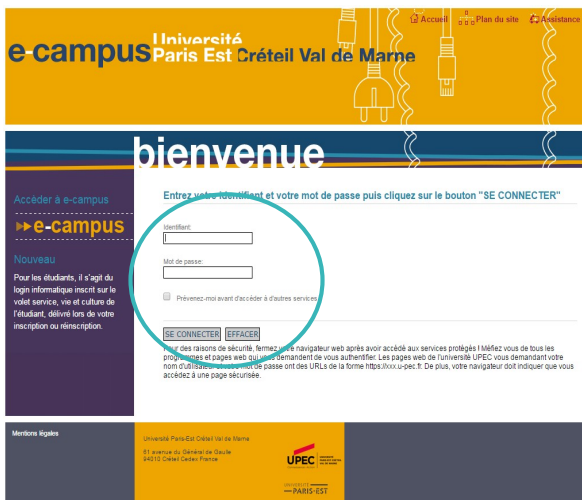 Accueil Plan du site Assistance
e-campus Université
Paris Est Créteil Val de Marne
bienvenue
Accéder à e-campus
e-campus
Nouveau
Pour les étudiants, il s'agit du
login informatique inscrit sur le
volet service, vie et culture de
l'étudiant, délivré lors de votre
inscription ou réinscription.
Entrez votre identifiant et votre mot de passe puis cliquez sur le bouton "SE CONNECTER"
Identifiant:
Mot de passe:
Prévenez-moi avant d'accéder à d'autres services
SE CONNECTER EFFACER
Pour des raisons de sécurité, fermez votre navigateur web après avoir accédé aux services protégés ! Méfiez vous de tous les
programmes et pages web qui vous demandent de vous authentifier. Les pages web de l'université UPEC vous demandant votre
nom d'utilisateur et votre mot de passe ont des URLs de la forme https://xxx.u-pec.fr. De plus, votre navigateur doit indiquer que vous
accédez à une page sécurisée.
Mentions légales
Université Paris-Est Créteil Val de Marne
61 avenue du Général de Gaulle
94010 Créteil Cedex France
UPEC
UNIVERSITÉ
PARIS-EST